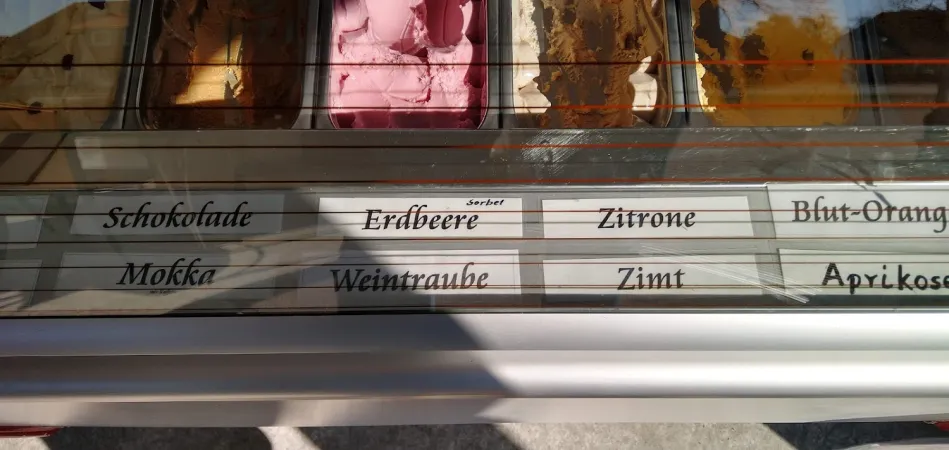 Schokolade
Erdbeere Sorbet
Zitrone
Blut-Orang
Mokka
Weintraube
Zimt
Aprikose